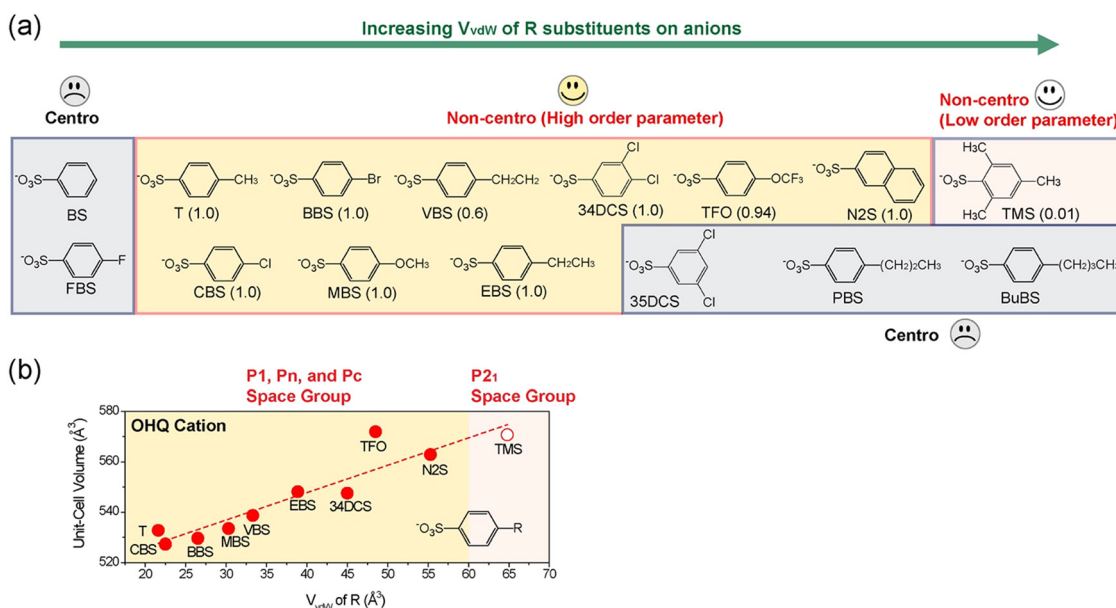 (a)
Increasing VvdW of R substituents on anions
Centro
Non-centro (High order parameter)
Non-centro
(Low order parameter)
⁻O₃S
BS
⁻O₃S
CH₃
T (1.0)
⁻O₃S
Br
BBS (1.0)
⁻O₃S
CH₂CH₂
VBS (0.6)
⁻O₃S
Cl
Cl
34DCS (1.0)
⁻O₃S
OCF₃
TFO (0.94)
⁻O₃S
N2S (1.0)
H₃C
⁻O₃S
CH₃
H₃C
TMS (0.01)
⁻O₃S
F
FBS
⁻O₃S
Cl
CBS (1.0)
⁻O₃S
OCH₃
MBS (1.0)
⁻O₃S
CH₂CH₃
EBS (1.0)
Cl
⁻O₃S
Cl
35DCS
⁻O₃S
(CH₂)₂CH₃
PBS
⁻O₃S
(CH₂)₃CH₃
BuBS
Centro
(b)
P1, Pn, and Pc
Space Group
P2₁
Space Group
OHQ Cation
Unit-Cell Volume (Å³)
580
560
540
520
T
CBS
BBS
MBS
VBS
EBS
34DCS
TFO
N2S
TMS
⁻O₃S
R
20 25 30 35 40 45 50 55 60 65 70
VvdW of R (Å³)